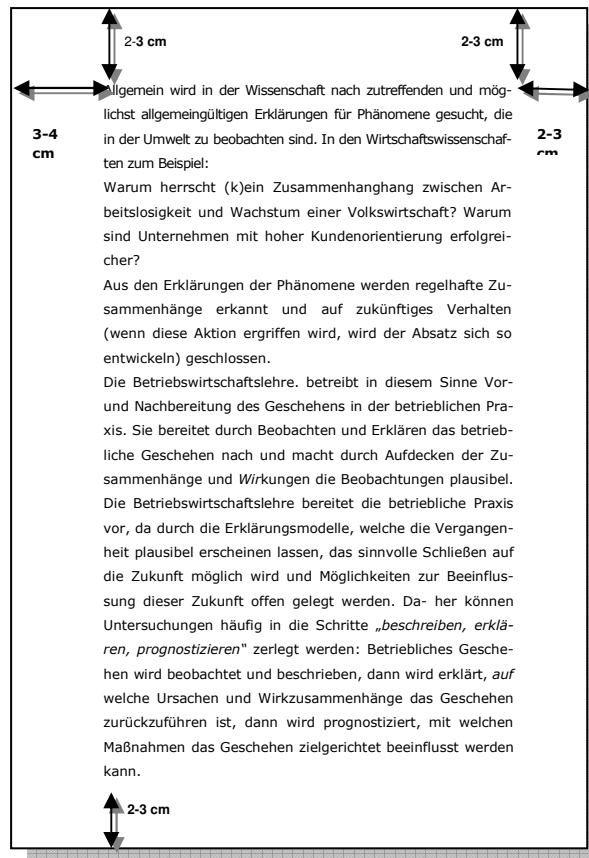 2-3 cm
2-3 cm
3-4
cm
2-3
cm
Allgemein wird in der Wissenschaft nach zutreffenden und mög-
lichst allgemeingültigen Erklärungen für Phänomene gesucht, die
in der Umwelt zu beobachten sind. In den Wirtschaftswissenschaf-
ten zum Beispiel:
Warum herrscht (k)ein Zusammenhanghang zwischen Ar-
beitslosigkeit und Wachstum einer Volkswirtschaft? Warum
sind Unternehmen mit hoher Kundenorientierung erfolgrei-
cher?
Aus den Erklärungen der Phänomene werden regelhafte Zu-
sammenhänge erkannt und auf zukünftiges Verhalten
(wenn diese Aktion ergriffen wird, wird der Absatz sich so
entwickeln) geschlossen.
Die Betriebswirtschaftslehre. betreibt in diesem Sinne Vor-
und Nachbereitung des Geschehens in der betrieblichen Pra-
xis. Sie bereitet durch Beobachten und Erklären das betrieb-
liche Geschehen nach und macht durch Aufdecken der Zu-
sammenhänge und Wirkungen die Beobachtungen plausibel.
Die Betriebswirtschaftslehre bereitet die betriebliche Praxis
vor, da durch die Erklärungsmodelle, welche die Vergangen-
heit plausibel erscheinen lassen, das sinnvolle Schließen auf
die Zukunft möglich wird und Möglichkeiten zur Beeinflus-
sung dieser Zukunft offen gelegt werden. Da- her können
Untersuchungen häufig in die Schritte „beschreiben, erklä-
ren, prognostizieren“ zerlegt werden: Betriebliches Gesche-
hen wird beobachtet und beschrieben, dann wird erklärt, auf
welche Ursachen und Wirkzusammenhänge das Geschehen
zurückzuführen ist, dann wird prognostiziert, mit welchen
Maßnahmen das Geschehen zielgerichtet beeinflusst werden
kann.
2-3 cm